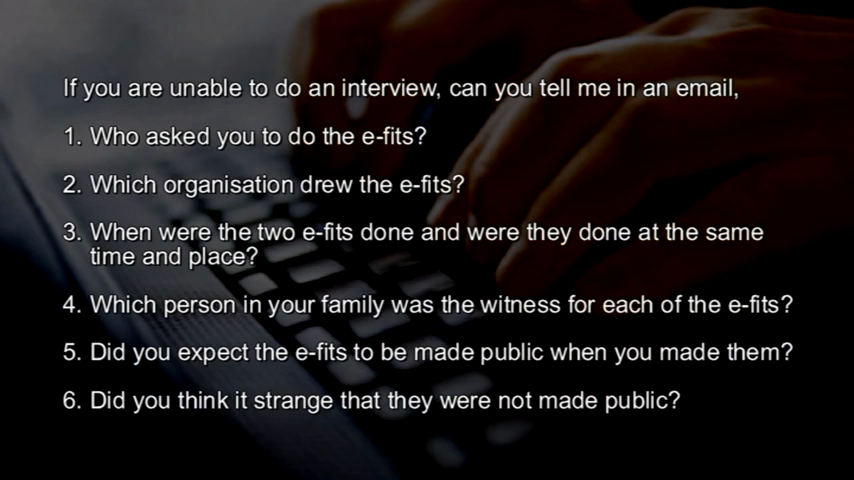 If you are unable to do an interview, can you tell me in an email,
1. Who asked you to do the e-fits?
2. Which organisation drew the e-fits?
3. When were the two e-fits done and were they done at the same
time and place?
4. Which person in your family was the witness for each of the e-fits?
5. Did you expect the e-fits to be made public when you made them?
6. Did you think it strange that they were not made public?